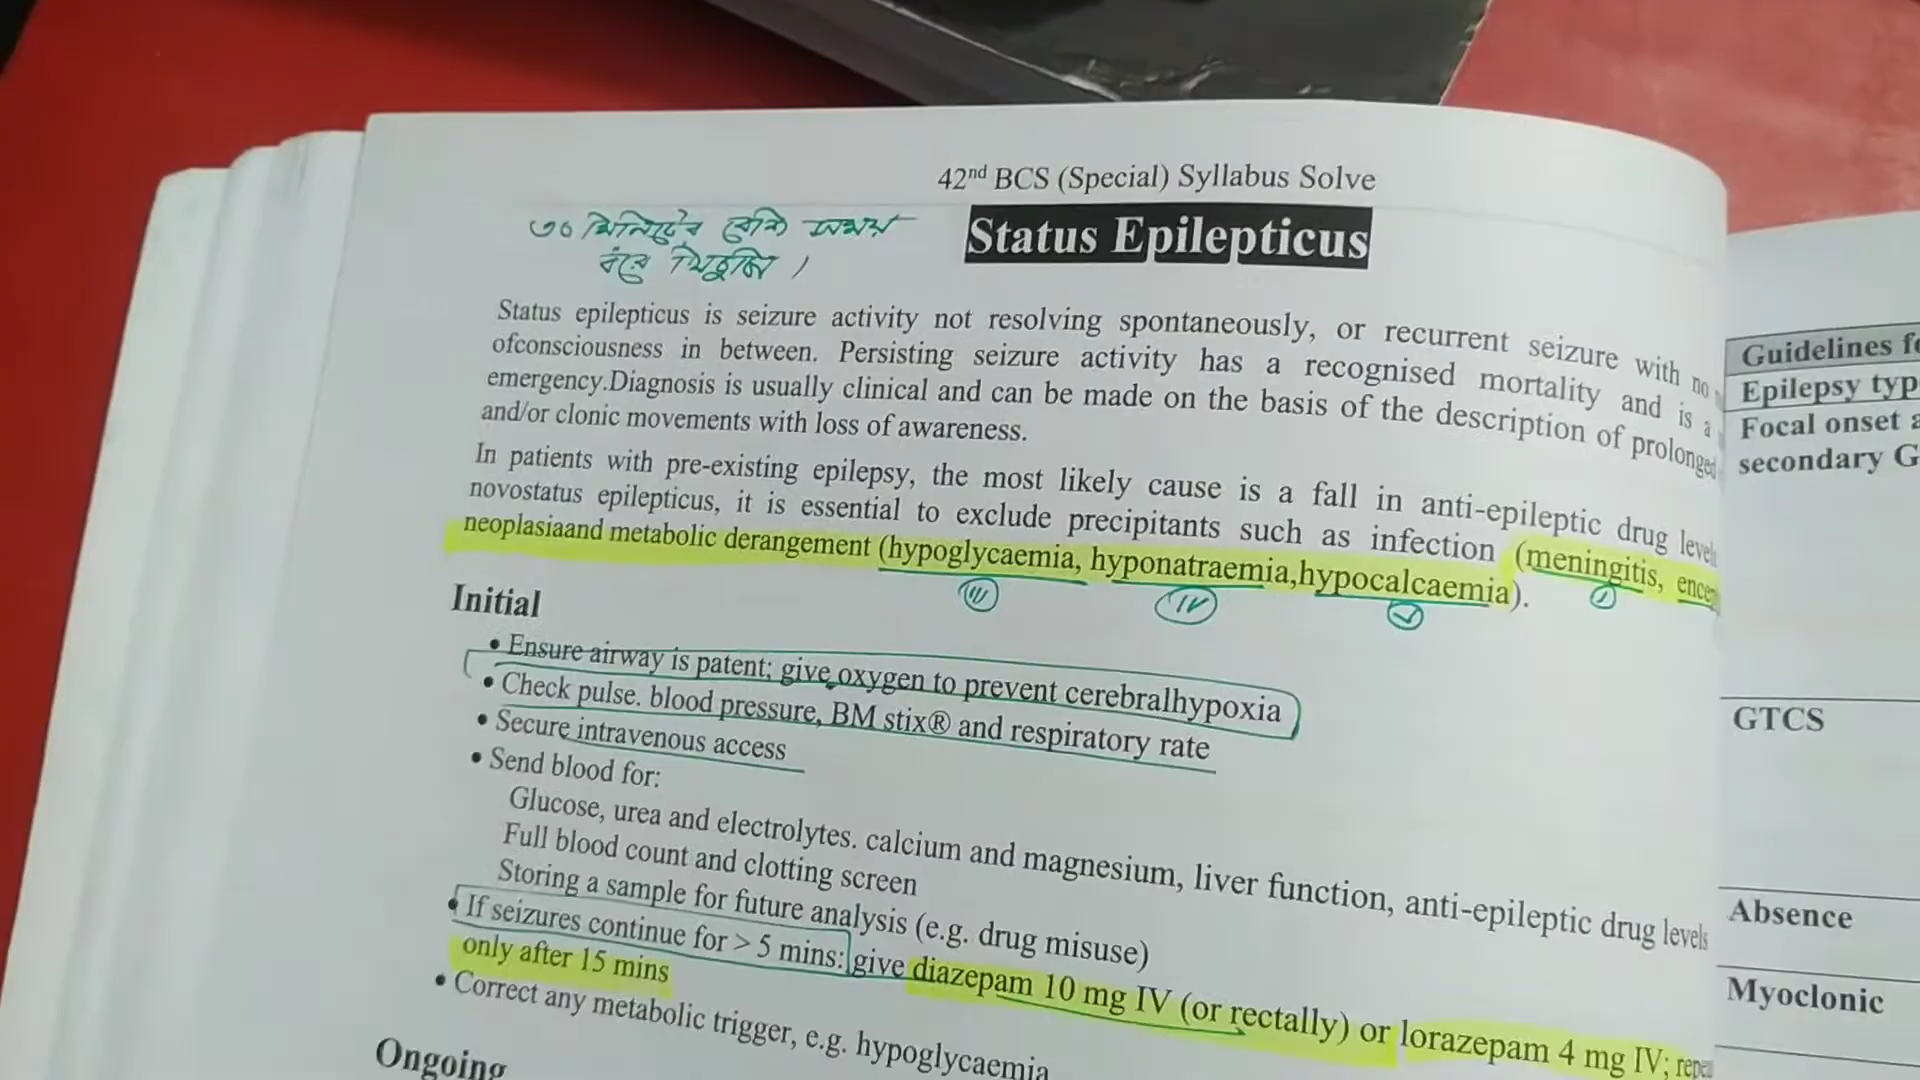 42nd BCS (Special) Syllabus Solve
৩০ মিনিটের বেশি সময়
ধরে খিচুনি ।
Status Epilepticus
Status epilepticus is seizure activity not resolving spontaneously, or recurrent seizure with no
ofconsciousness in between. Persisting seizure activity has a recognised mortality and is a
emergency.Diagnosis is usually clinical and can be made on the basis of the description of prolonged
and/or clonic movements with loss of awareness.
In patients with pre-existing epilepsy, the most likely cause is a fall in anti-epileptic drug
novostatus epilepticus, it is essential to exclude precipitants such as infection (meningitis,
neoplasiaand metabolic derangement (hypoglycaemia, hyponatraemia,hypocalcaemia).
III IV
Initial
• Ensure airway is patent; give oxygen to prevent cerebralhypoxia
• Check pulse. blood pressure, BM stix® and respiratory rate
• Secure intravenous access
• Send blood for:
Glucose, urea and electrolytes. calcium and magnesium, liver function, anti-epileptic drug levels
Full blood count and clotting screen
Storing a sample for future analysis (e.g. drug misuse)
• If seizures continue for > 5 mins: give diazepam 10 mg IV (or rectally) or lorazepam 4 mg IV;
only after 15 mins
• Correct any metabolic trigger, e.g. hypoglycaemia
Ongoing
Guidelines
Epilepsy
Focal onset
secondary
GTCS
Absence
Myoclonic